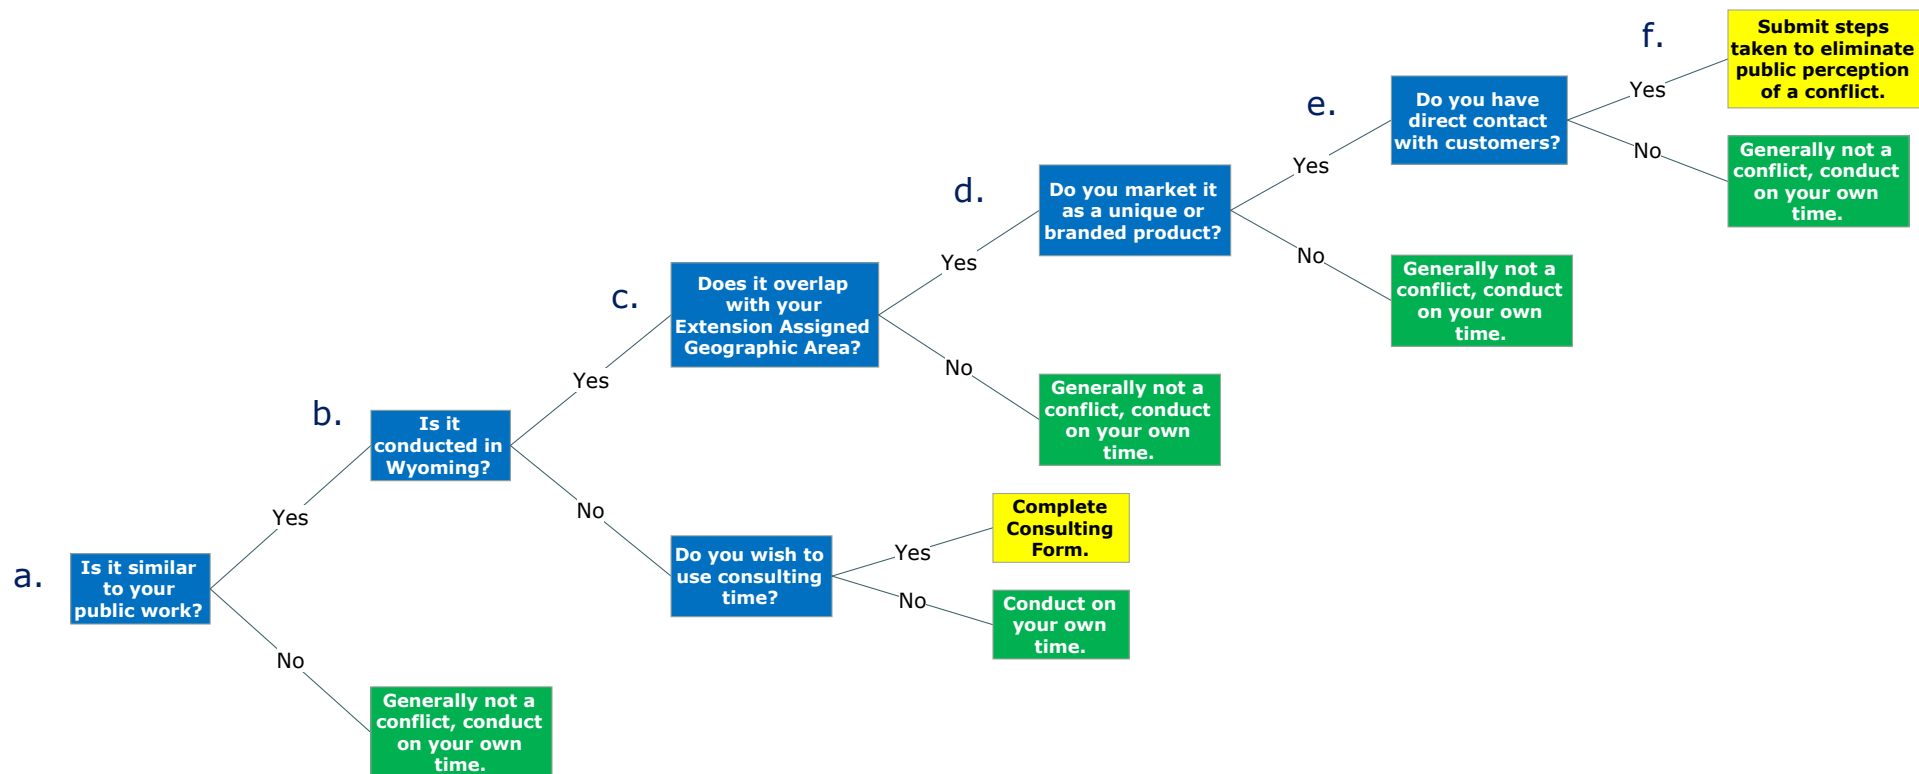 a.
Is it similar
to your
public work?
Yes
No
Generally not a
conflict, conduct
on your own
time.
b.
Is it
conducted in
Wyoming?
Yes
No
Do you wish to
use consulting
time?
Yes
Complete
Consulting
Form.
No
Conduct on
your own
time.
c.
Does it overlap
with your
Extension Assigned
Geographic Area?
Yes
No
Generally not a
conflict, conduct
on your own
time.
d.
Do you market it
as a unique or
branded product?
Yes
No
Generally not a
conflict, conduct
on your own
time.
e.
Do you have
direct contact
with customers?
Yes
No
Generally not a
conflict, conduct
on your own
time.
f.
Submit steps
taken to eliminate
public perception
of a conflict.